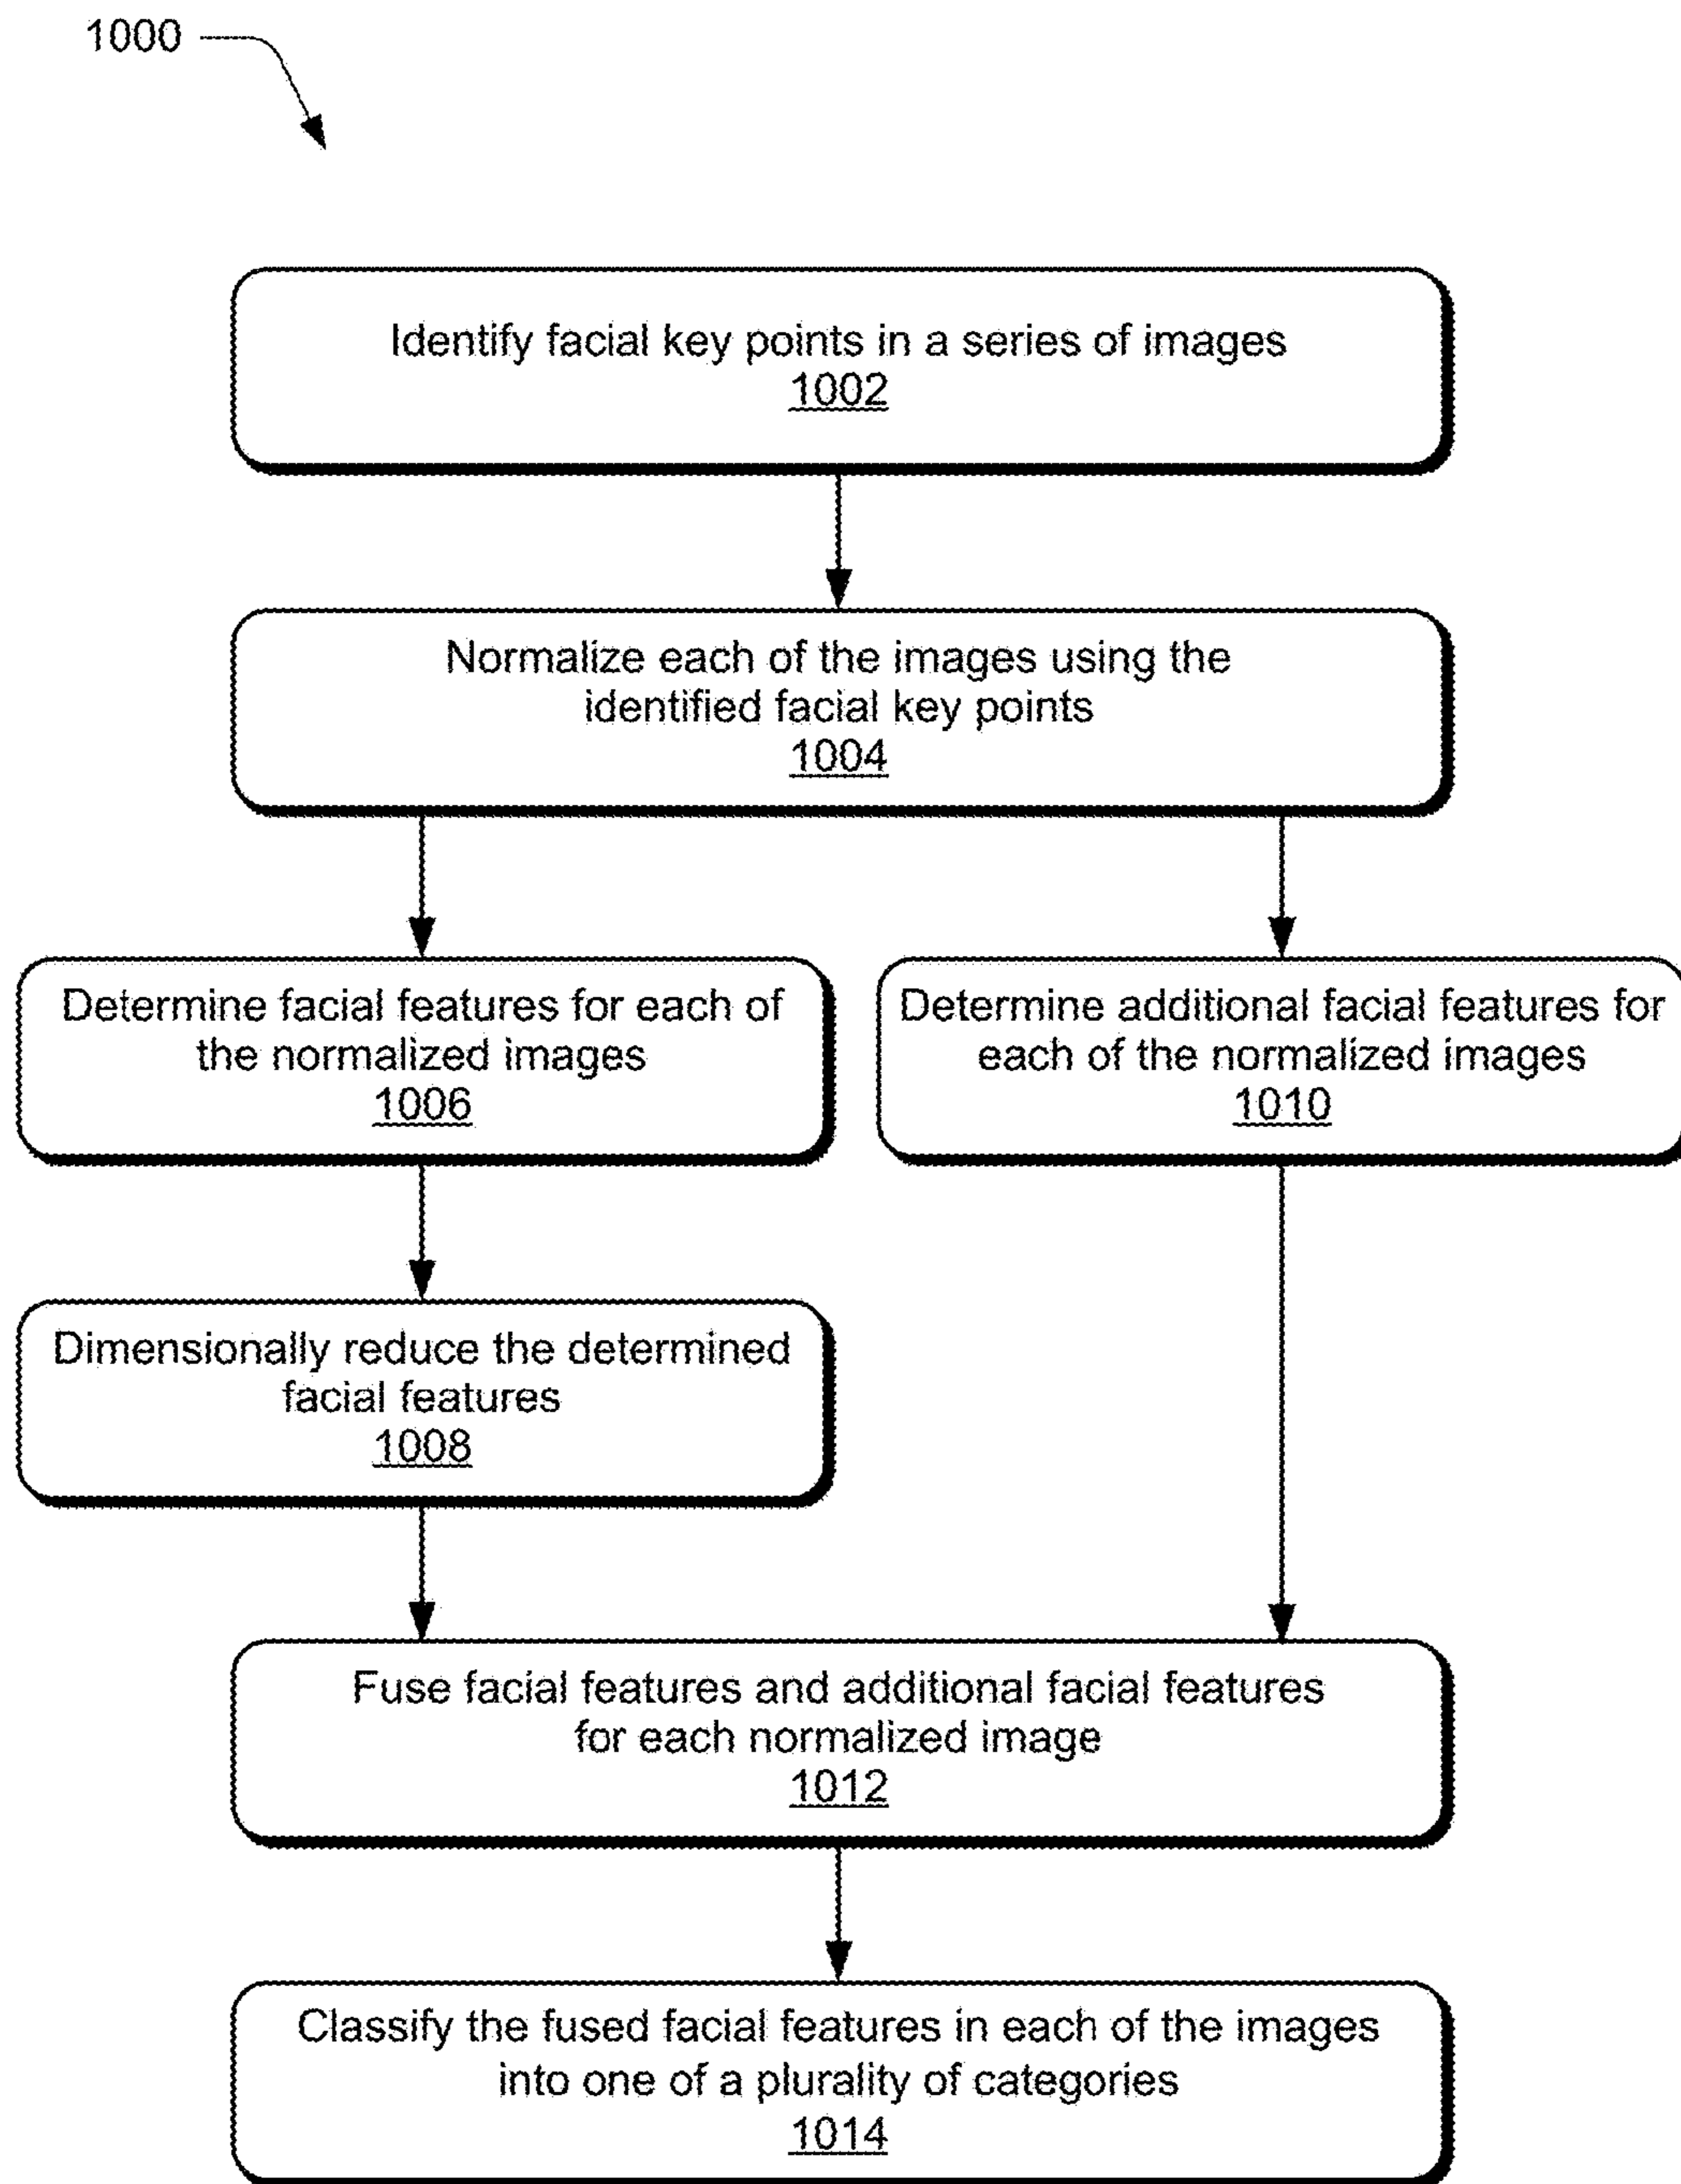 1000
Identify facial key points in a series of images
1002
Normalize each of the images using the
identified facial key points
1004
Determine facial features for each of
the normalized images
1006
Determine additional facial features for
each of the normalized images
1010
Dimensionally reduce the determined
facial features
1008
Fuse facial features and additional facial features
for each normalized image
1012
Classify the fused facial features in each of the images
into one of a plurality of categories
1014